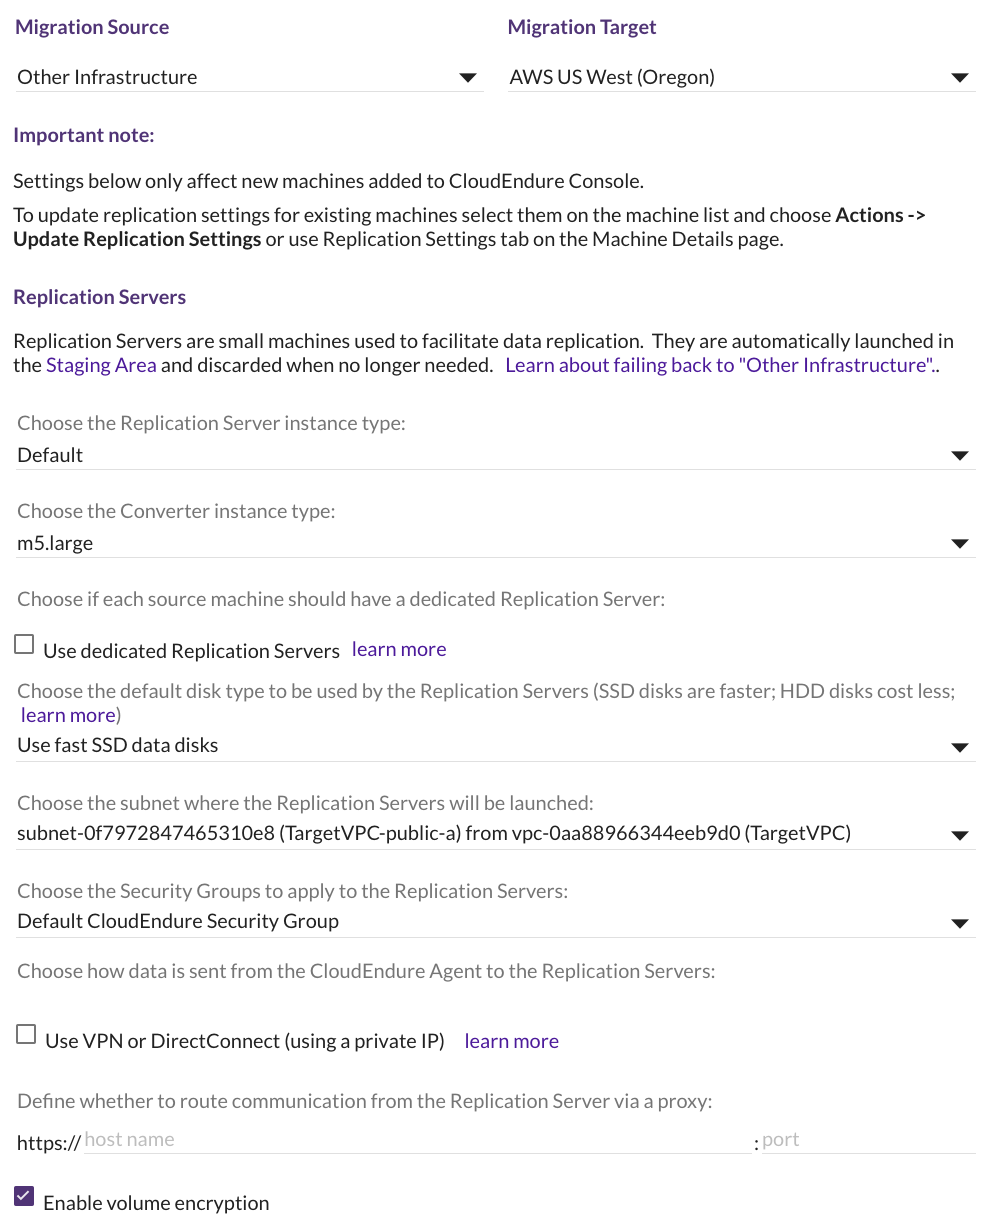 Migration Source
Migration Target
Other Infrastructure
AWS US West (Oregon)
Important note:
Settings below only affect new machines added to CloudEndure Console.
To update replication settings for existing machines select them on the machine list and choose Actions ->
Update Replication Settings or use Replication Settings tab on the Machine Details page.
Replication Servers
Replication Servers are small machines used to facilitate data replication. They are automatically launched in
the Staging Area and discarded when no longer needed. Learn about failing back to "Other Infrastructure"..
Choose the Replication Server instance type:
Default
Choose the Converter instance type:
m5.large
Choose if each source machine should have a dedicated Replication Server:
Use dedicated Replication Servers learn more
Choose the default disk type to be used by the Replication Servers (SSD disks are faster; HDD disks cost less;
learn more)
Use fast SSD data disks
Choose the subnet where the Replication Servers will be launched:
subnet-0f7972847465310e8 (TargetVPC-public-a) from vpc-0aa88966344eeb9d0 (TargetVPC)
Choose the Security Groups to apply to the Replication Servers:
Default CloudEndure Security Group
Choose how data is sent from the CloudEndure Agent to the Replication Servers:
Use VPN or DirectConnect (using a private IP) learn more
Define whether to route communication from the Replication Server via a proxy:
https:// host name : port
Enable volume encryption